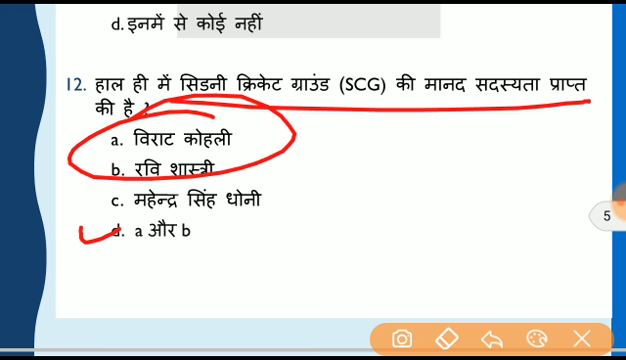 d. इनमें से कोई नहीं
12. हाल ही में सिडनी क्रिकेट ग्राउंड (SCG) की मानद सदस्यता प्राप्त
की है ?
a. विराट कोहली
b. रवि शास्त्री
c. महेन्द्र सिंह धोनी
d. a और b
5